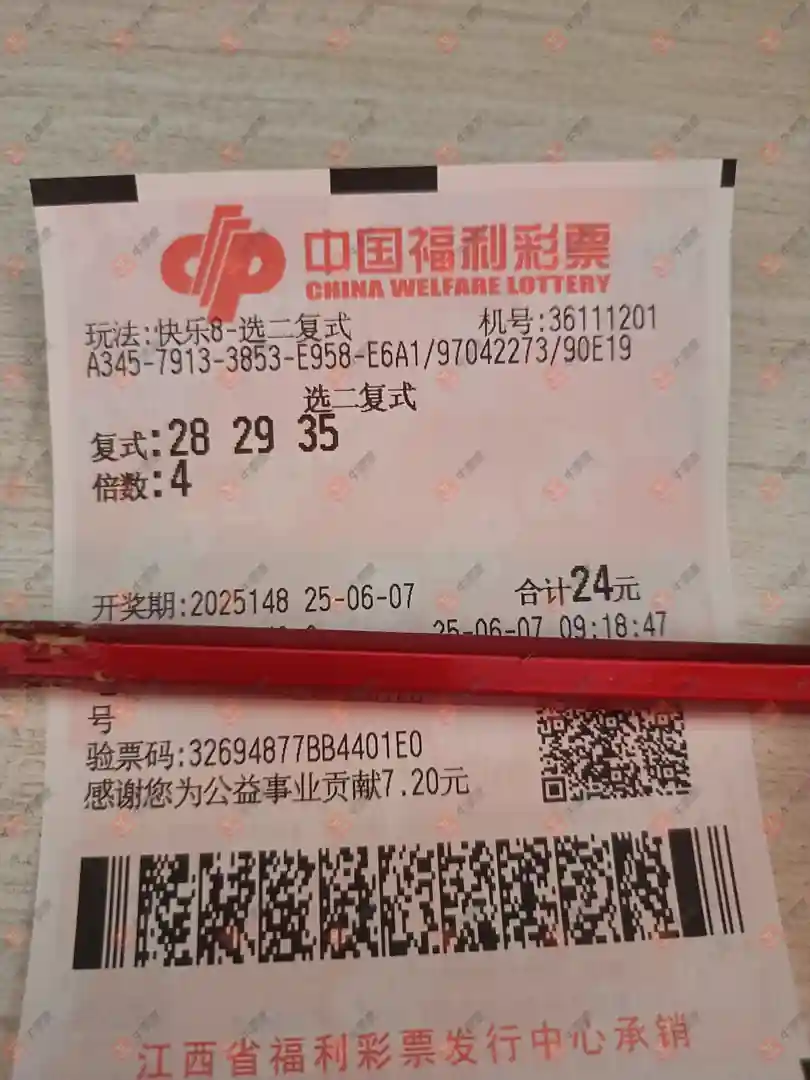 中国福利彩票
CHINA WELFARE LOTTERY
玩法:快乐8-选二复式 机号:36111201
A345-7913-3853-E958-E6A1/97042273/90E19
选二复式
复式:28 29 35
倍数:4
开奖期:2025148 25-06-07 合计24元
25-06-07 09:18:47
号
验票码:32694877BB4401E0
感谢您为公益事业贡献7.20元
江西省福利彩票发行中心承销